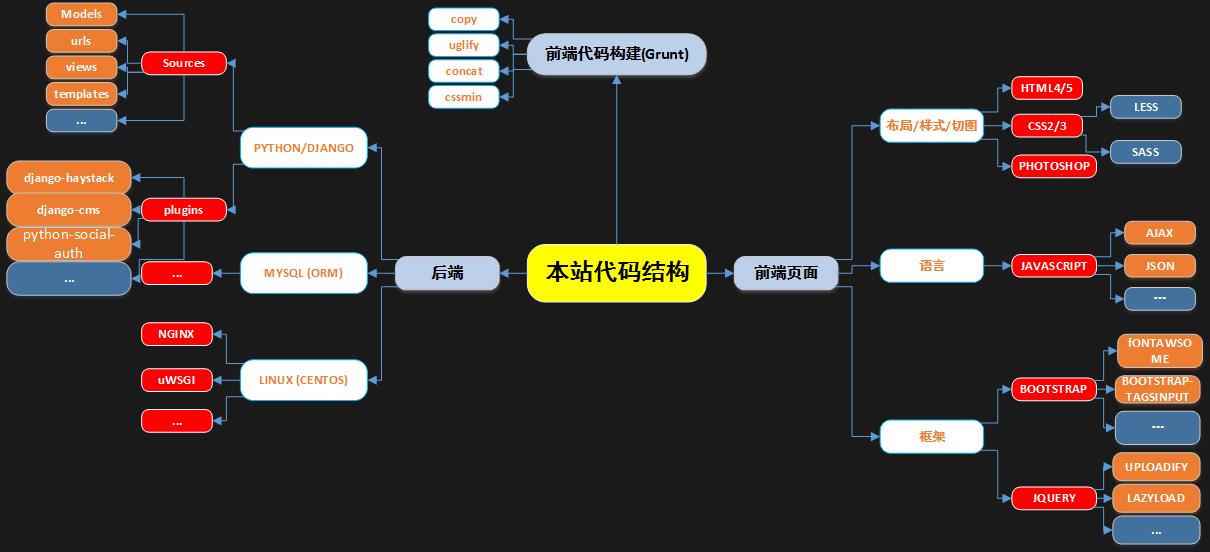 Models
urls
views
templates
...
Sources
copy
uglify
concat
cssmin
前端代码构建(Grunt)
PYTHON/DJANGO
django-haystack
django-cms
python-social-
auth
...
plugins
...
MYSQL (ORM)
后端
本站代码结构
前端页面
NGINX
uWSGI
...
LINUX (CENTOS)
布局/样式/切图
HTML4/5
CSS2/3
PHOTOSHOP
LESS
SASS
语言
JAVASCRIPT
AJAX
JSON
---
框架
BOOTSTRAP
fONTAWSO
ME
BOOTSTRAP-
TAGSINPUT
---
JQUERY
UPLOADIFY
LAZYLOAD
...